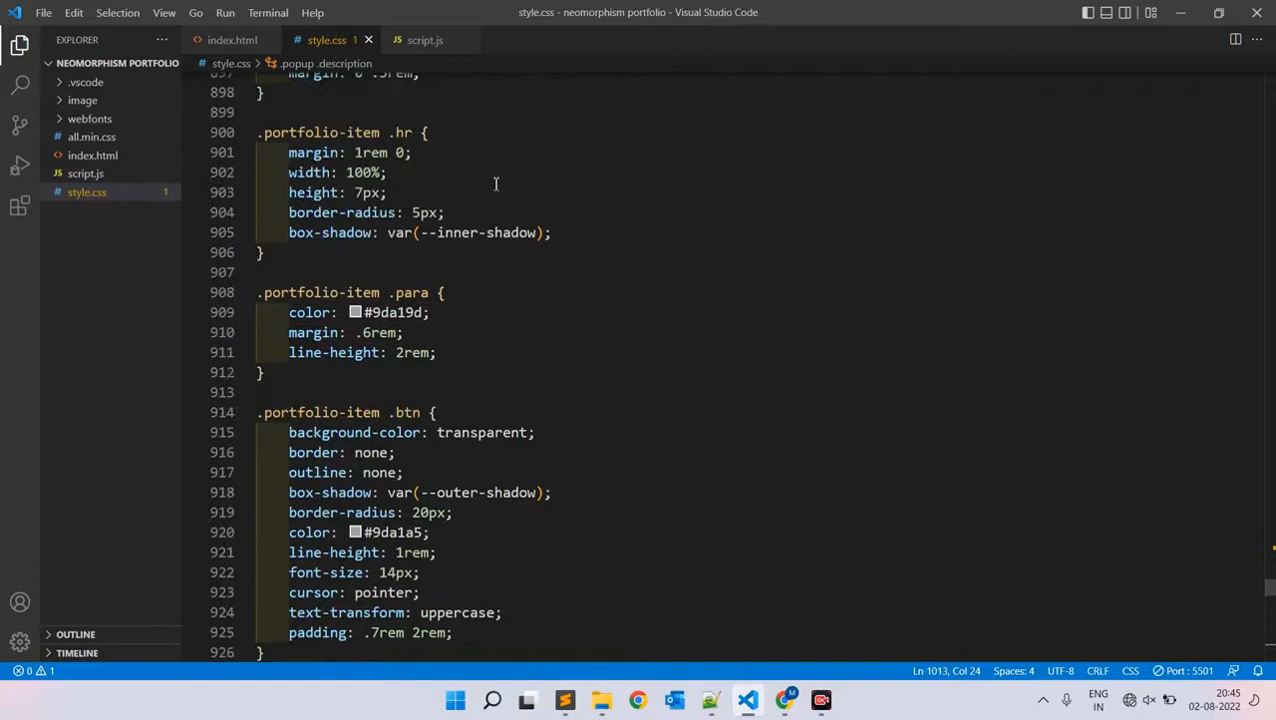 File Edit Selection View Go Run Terminal Help
style.css - neomorphism portfolio - Visual Studio Code
EXPLORER
index.html
style.css 1
script.js
NEOMORPHISM PORTFOLIO
style.css > .popup .description
.vscode
image
webfonts
all.min.css
index.html
script.js
style.css 1
897 margin: 0 .5rem;
898 }
899
900 .portfolio-item .hr {
901 margin: 1rem 0;
902 width: 100%;
903 height: 7px;
904 border-radius: 5px;
905 box-shadow: var(--inner-shadow);
906 }
907
908 .portfolio-item .para {
909 color: #9da19d;
910 margin: .6rem;
911 line-height: 2rem;
912 }
913
914 .portfolio-item .btn {
915 background-color: transparent;
916 border: none;
917 outline: none;
918 box-shadow: var(--outer-shadow);
919 border-radius: 20px;
920 color: #9da1a5;
921 line-height: 1rem;
922 font-size: 14px;
923 cursor: pointer;
924 text-transform: uppercase;
925 padding: .7rem 2rem;
926 }
OUTLINE
TIMELINE
0 1
Ln 1013, Col 24 Spaces: 4 UTF-8 CRLF CSS Port : 5501
M
ENG
IN
20:45
02-08-2022